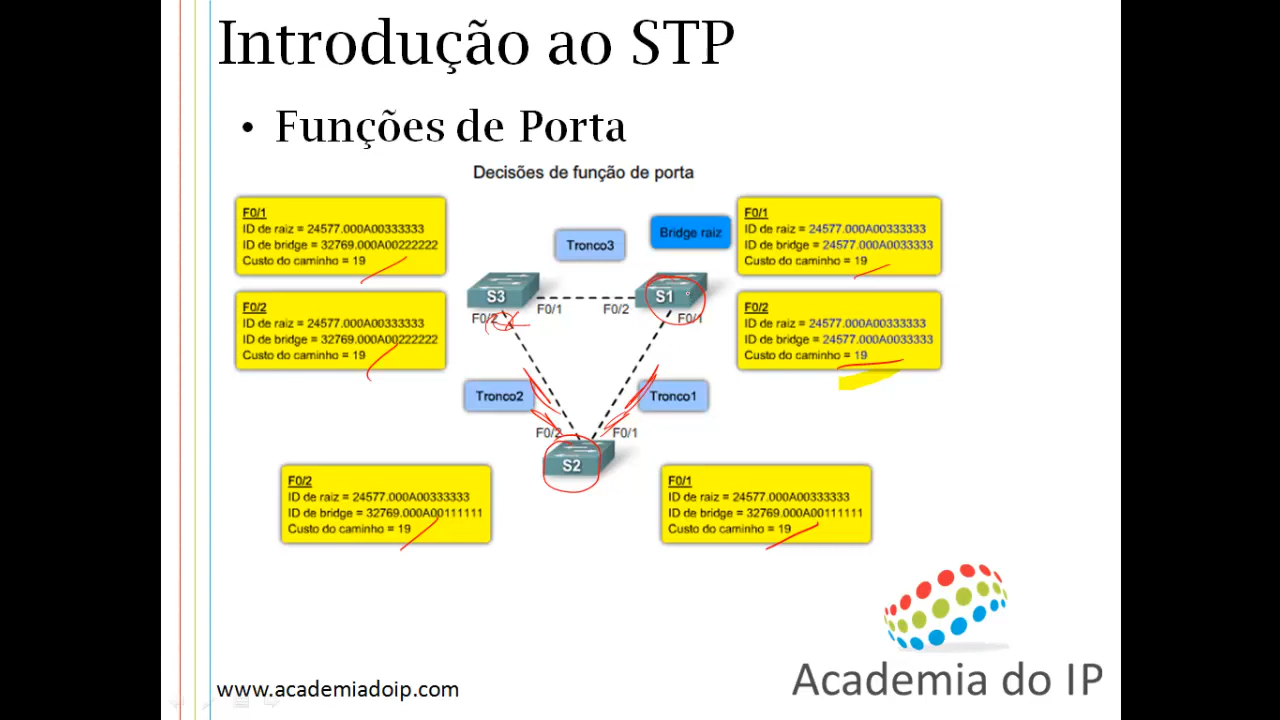 Introdução ao STP
• Funções de Porta
Decisões de função de porta
F0/1
ID de raiz = 24577.000A00333333
ID de bridge = 32769.000A00222222
Custo do caminho = 19
Tronco3
Bridge raiz
F0/1
ID de raiz = 24577.000A00333333
ID de bridge = 24577.000A0033333
Custo do caminho = 19
F0/2
ID de raiz = 24577.000A00333333
ID de bridge = 32769.000A00222222
Custo do caminho = 19
S3
F0/1
F0/2
F0/2
S1
F0/1
F0/2
ID de raiz = 24577.000A00333333
ID de bridge = 24577.000A0033333
Custo do caminho = 19
Tronco2
Tronco1
F0/2
F0/1
S2
F0/2
ID de raiz = 24577.000A00333333
ID de bridge = 32769.000A00111111
Custo do caminho = 19
F0/1
ID de raiz = 24577.000A00333333
ID de bridge = 32769.000A00111111
Custo do caminho = 19
Academia do IP
www.academiadoip.com